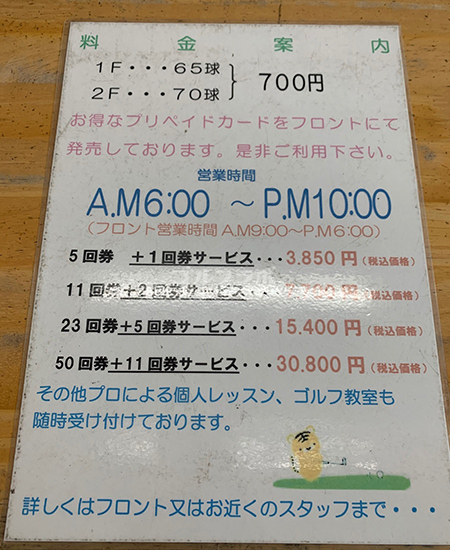 料金案内
1F・・・65球
2F・・・70球
700円
お得なプリペイドカードをフロントにて
発売しております。是非ご利用下さい。
営業時間
A.M6:00 ～P.M10:00
(フロント営業時間 A.M9:00～P.M 6:00)
5回券 +1回券サービス・・・3.850円(税込価格)
11回券+2回券サービス・・・700円(税込価格)
23回券+5回券サービス・・・15.400円(税込価格)
50回券+11回券サービス・・・30.800円(税込価格)
その他プロによる個人レッスン、ゴルフ教室も
随時受け付けております。
詳しくはフロント又はお近くのスタッフまで・・・